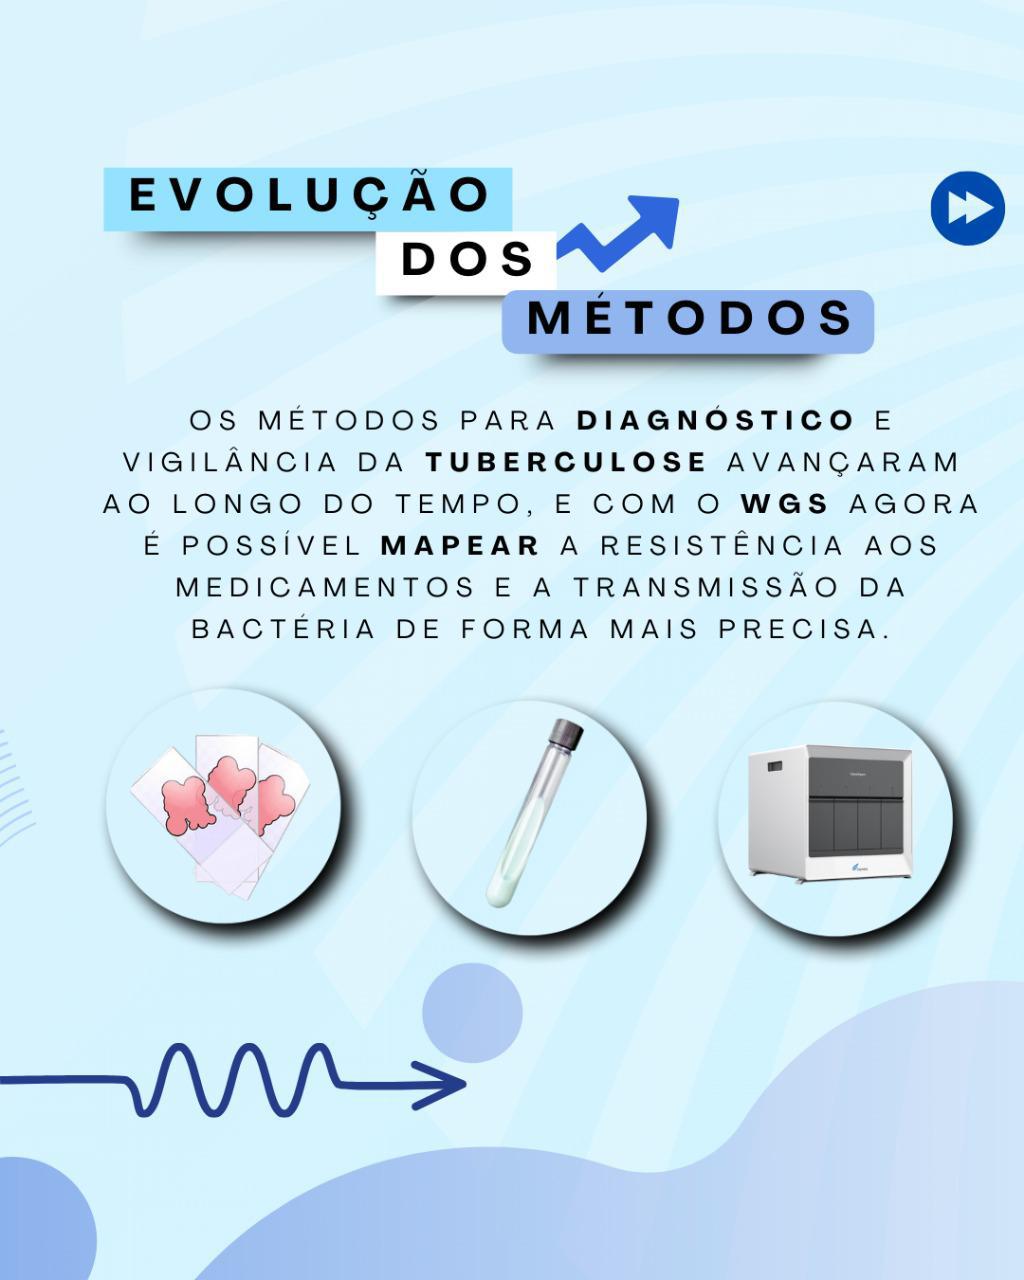 EVOLUÇÃO
DOS
MÉTODOS
OS MÉTODOS PARA DIAGNÓSTICO E
VIGILÂNCIA DA TUBERCULOSE AVANÇARAM
AO LONGO DO TEMPO, E COM O WGS AGORA
É POSSÍVEL MAPEAR A RESISTÊNCIA AOS
MEDICAMENTOS E A TRANSMISSÃO DA
BACTÉRIA DE FORMA MAIS PRECISA.